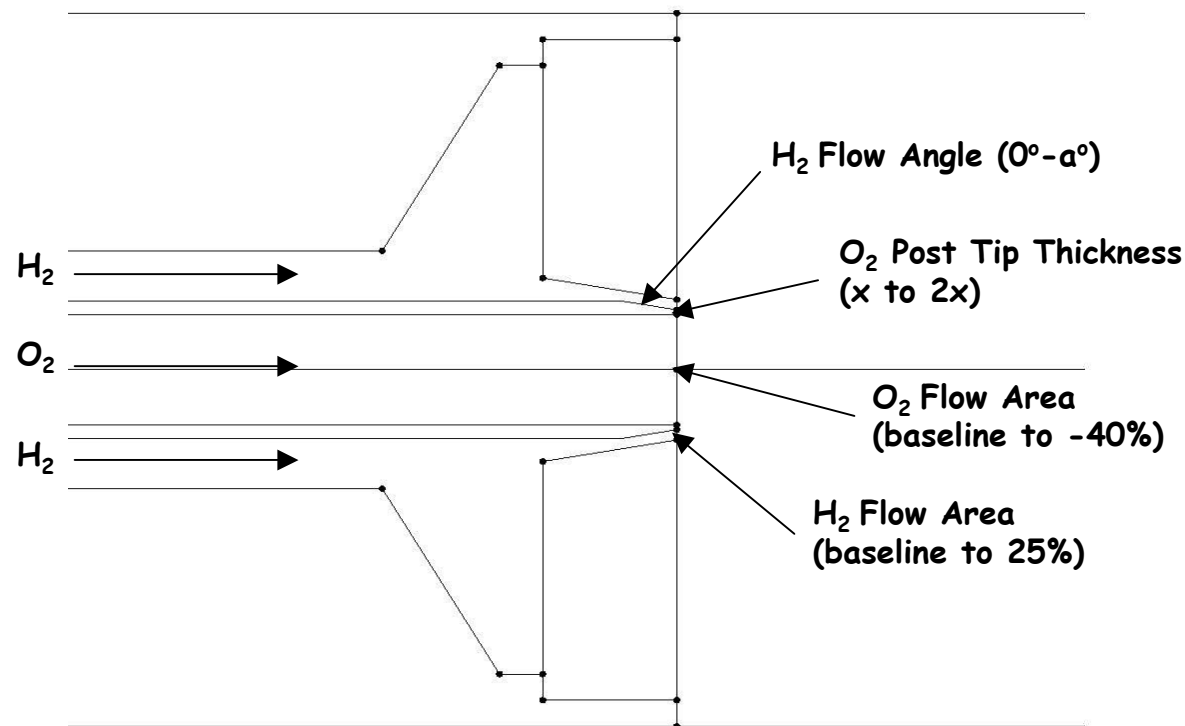 H₂ Flow Angle (0°-a°)
O₂ Post Tip Thickness
(x to 2x)
H₂
O₂
O₂ Flow Area
(baseline to -40%)
H₂
H₂ Flow Area
(baseline to 25%)